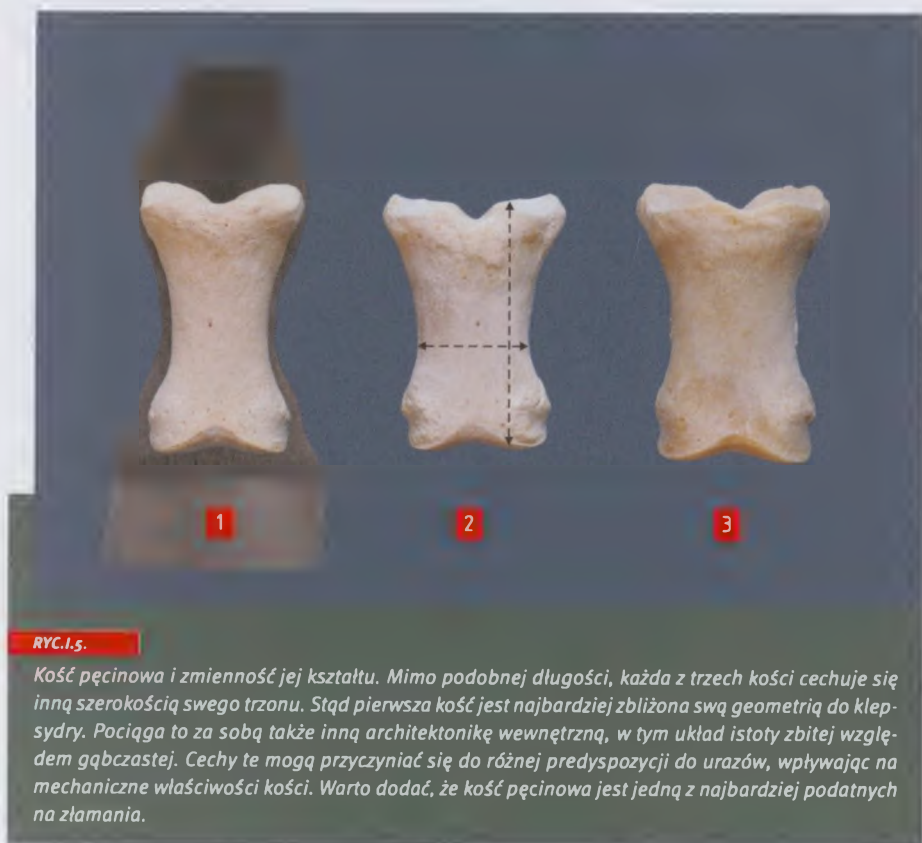 1
2
3
RYC.I.5.
Kość pęcinowa i zmienność jej kształtu. Mimo podobnej długości, każda z trzech kości cechuje się
inną szerokością swego trzonu. Stąd pierwsza kość jest najbardziej zbliżona swą geometrią do klep-
sydry. Pociąga to za sobą także inną architektonikę wewnętrzną, w tym układ istoty zbitej wzglę-
dem gąbczastej. Cechy te mogą przyczyniać się do różnej predyspozycji do urazów, wpływając na
mechaniczne właściwości kości. Warto dodać, że kość pęcinowa jest jedną z najbardziej podatnych
na złamania.